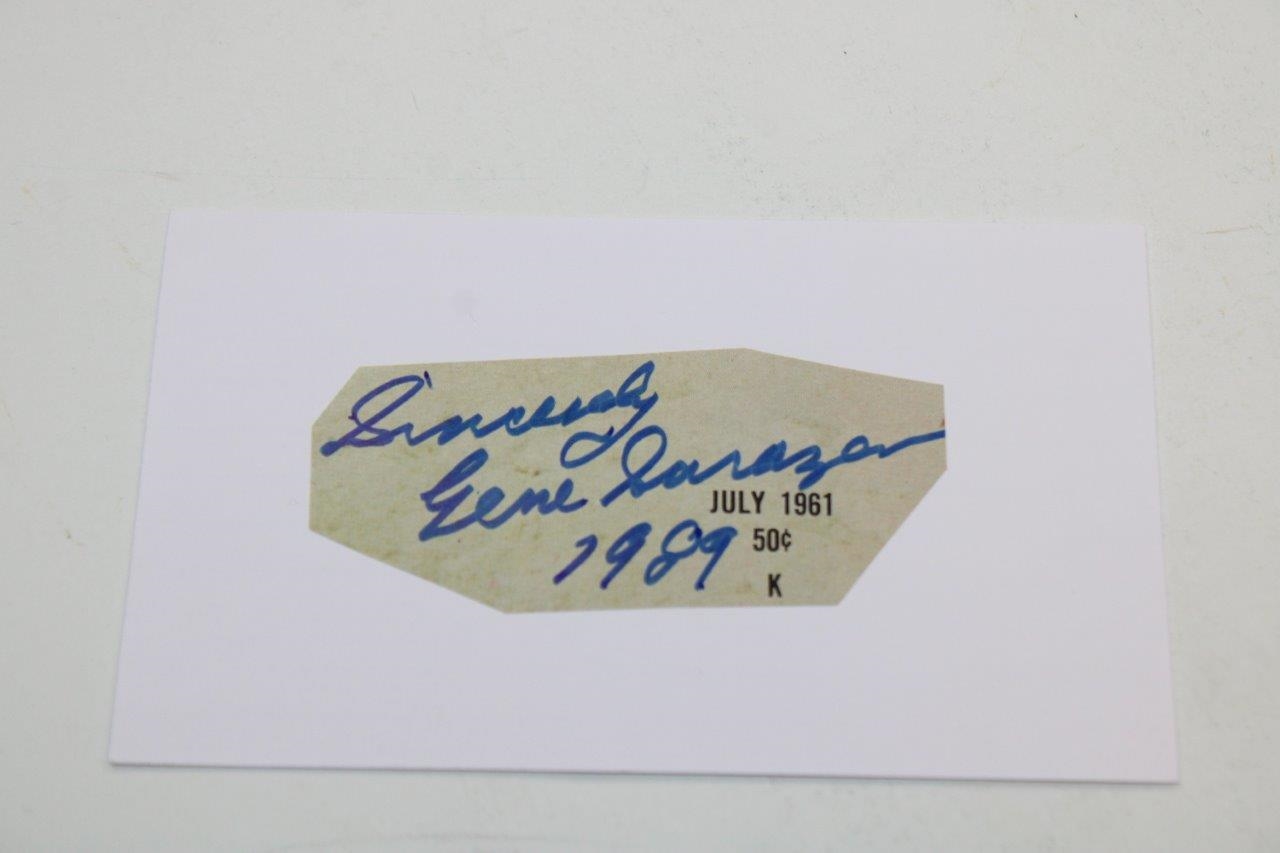 Sincerely
Gene Sarazen
JULY 1961
1989
50¢
K